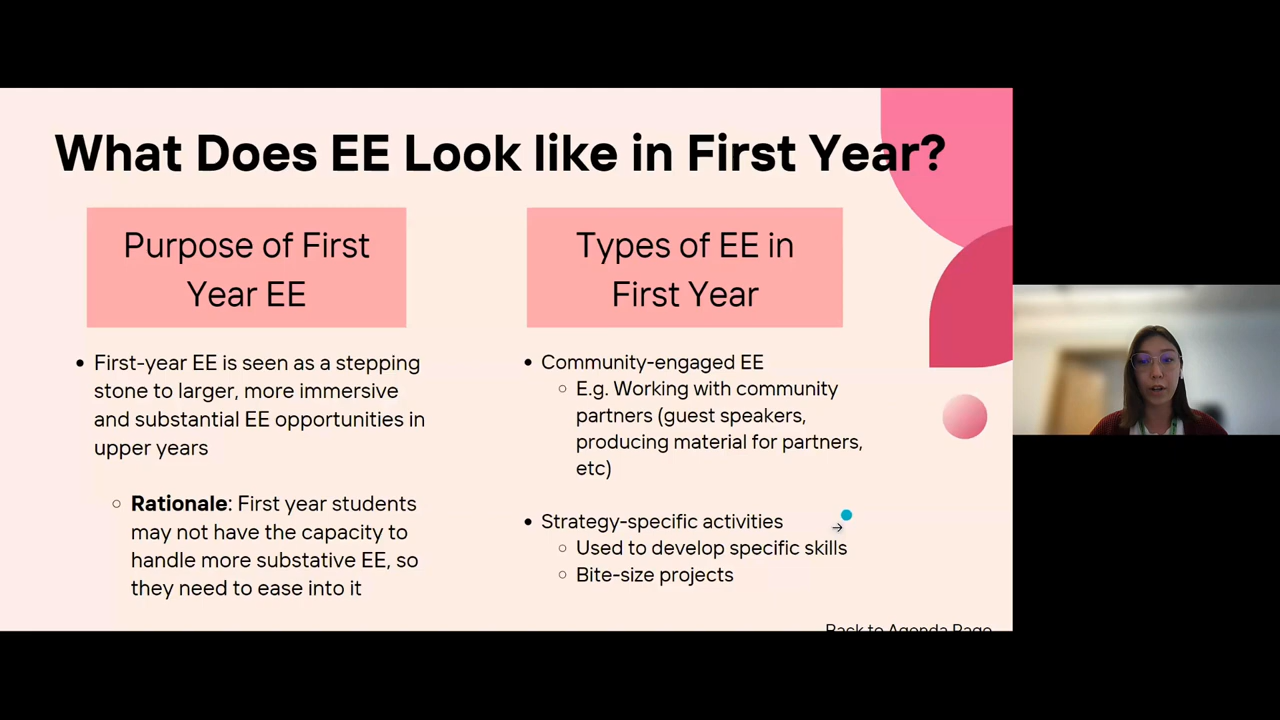 What Does EE Look like in First Year?
Purpose of First
Year EE
• First-year EE is seen as a stepping
stone to larger, more immersive
and substantial EE opportunities in
upper years
○ Rationale: First year students
may not have the capacity to
handle more substative EE, so
they need to ease into it
Types of EE in
First Year
• Community-engaged EE
○ E.g. Working with community
partners (guest speakers,
producing material for partners,
etc)
• Strategy-specific activities
○ Used to develop specific skills
○ Bite-size projects
Back to Agenda Page